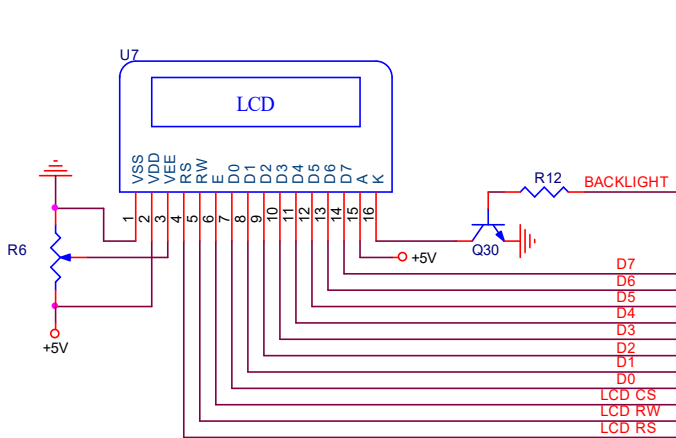 U7
LCD
VSS
VDD
VEE
RS
RW
E
D0
D1
D2
D3
D4
D5
D6
D7
A
K
1
2
3
4
5
6
7
8
9
10
11
12
13
14
15
16
R12
BACKLIGHT
R6
Q30
+5V
+5V
D7
D6
D5
D4
D3
D2
D1
D0
LCD CS
LCD RW
LCD RS